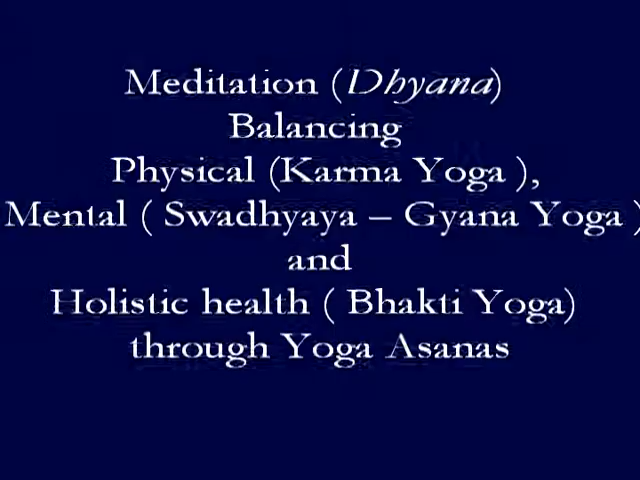 Meditation (Dhyana)
Balancing
Physical (Karma Yoga ),
Mental ( Swadhyaya – Gyana Yoga )
and
Holistic health ( Bhakti Yoga)
through Yoga Asanas